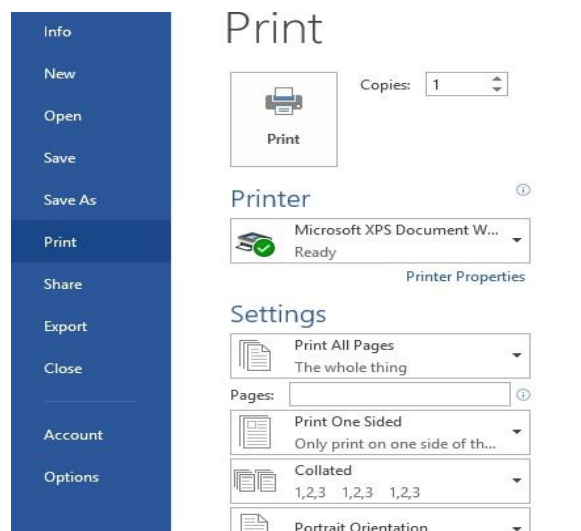 Info
New
Open
Save
Save As
Print
Share
Export
Close
Account
Options
Print
Copies: 1
Print
Printer
Microsoft XPS Document W...
Ready
Printer Properties
Settings
Print All Pages
The whole thing
Pages:
Print One Sided
Only print on one side of th...
Collated
1,2,3 1,2,3 1,2,3
Portrait Orientation